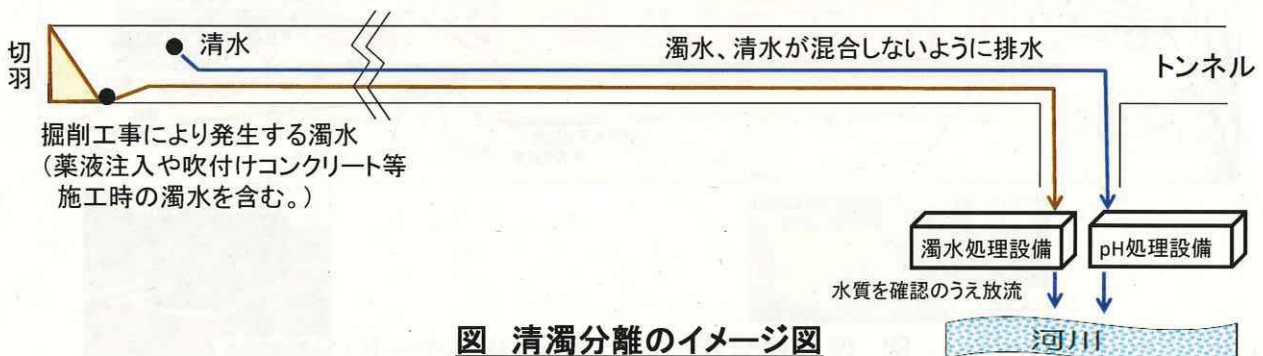 切羽
清水
濁水、清水が混合しないように排水
トンネル
掘削工事により発生する濁水
(薬液注入や吹付けコンクリート等
施工時の濁水を含む。)
濁水処理設備
pH処理設備
水質を確認のうえ放流
河川
図 清濁分離のイメージ図